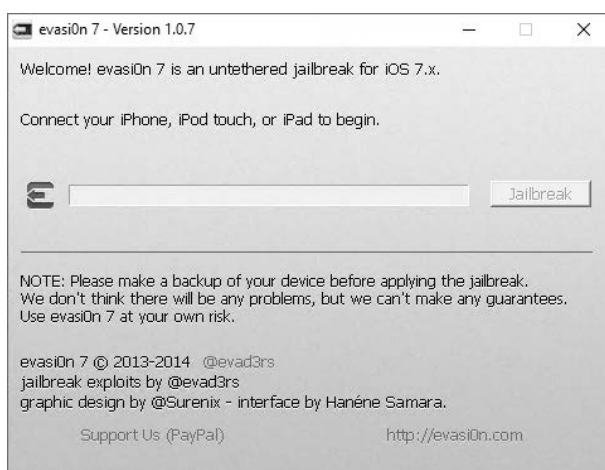 evasi0n 7 - Version 1.0.7
Welcome! evasi0n 7 is an untethered jailbreak for iOS 7.x.
Connect your iPhone, iPod touch, or iPad to begin.
Jailbreak
NOTE: Please make a backup of your device before applying the jailbreak.
We don't think there will be any problems, but we can't make any guarantees.
Use evasi0n 7 at your own risk.
evasi0n 7 © 2013-2014 @evad3rs
jailbreak exploits by @evad3rs
graphic design by @Surenix - interface by Hanéne Samara.
Support Us (PayPal) http://evasi0n.com